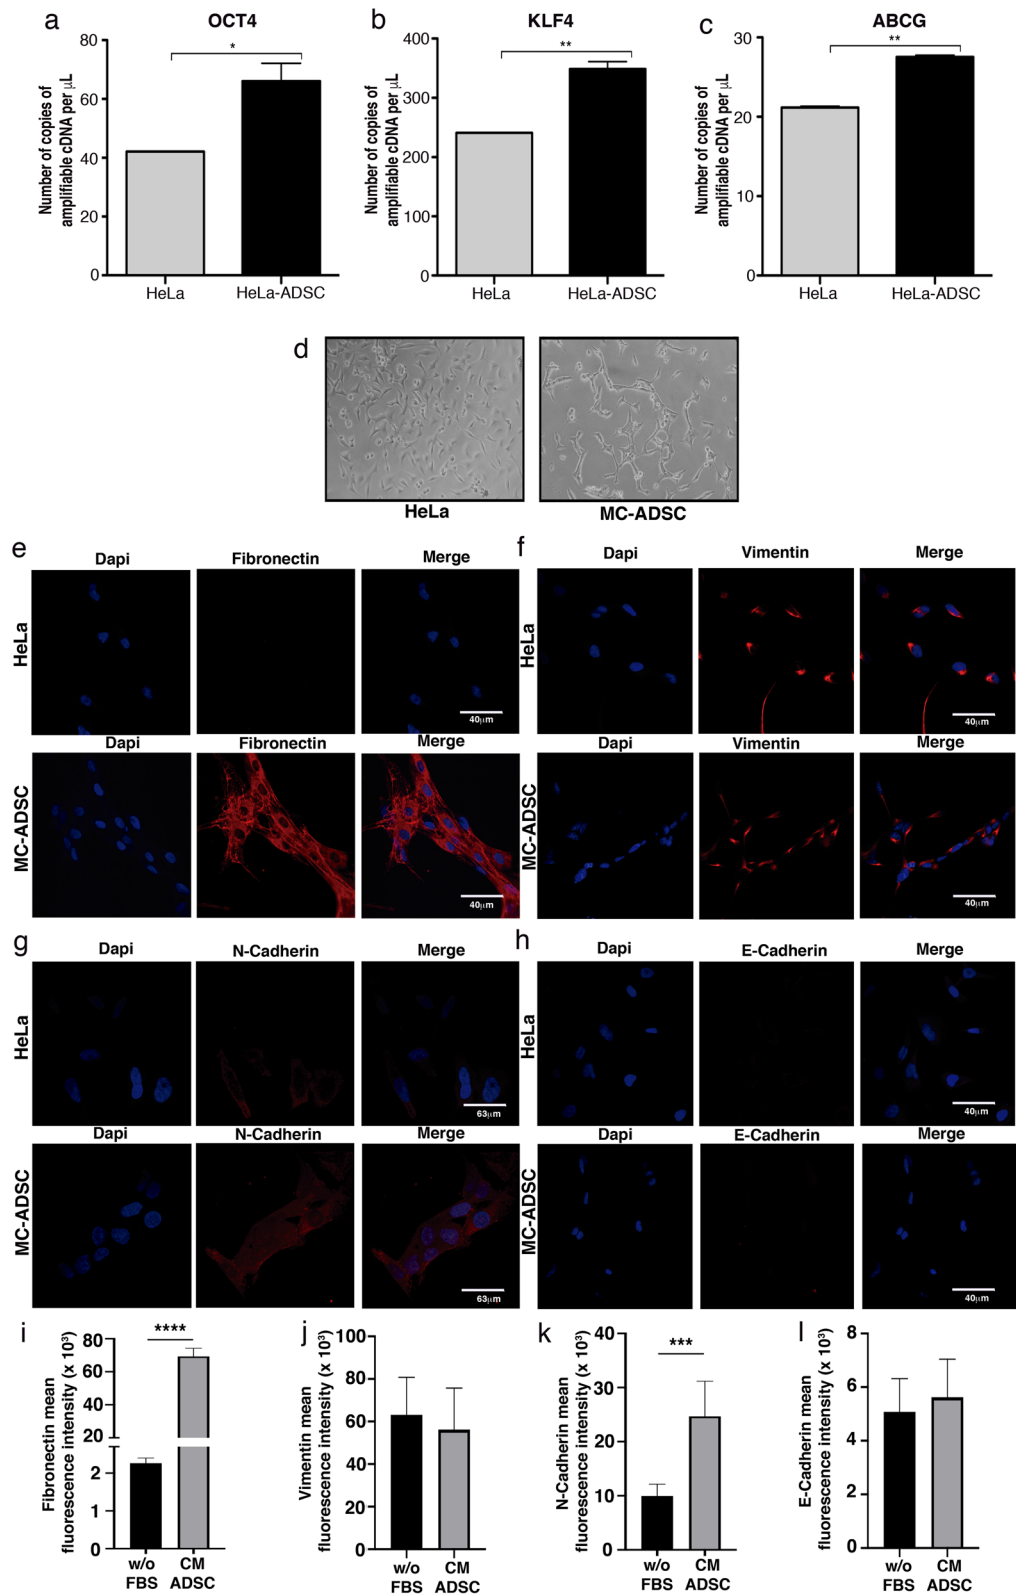 a
OCT4
Number of copies of
amplifiable cDNA per μL
80
60
40
20
0
*
HeLa
HeLa-ADSC
b
KLF4
Number of copies of
amplifiable cDNA per μL
400
300
200
100
0
**
HeLa
HeLa-ADSC
c
ABCG
Number of copies of
amplifiable cDNA per μL
30
20
10
0
**
HeLa
HeLa-ADSC
d
HeLa
MC-ADSC
e
Dapi
Fibronectin
Merge
HeLa
40μm
Dapi
Fibronectin
Merge
MC-ADSC
40μm
f
Dapi
Vimentin
Merge
HeLa
40μm
Dapi
Vimentin
Merge
MC-ADSC
40μm
g
Dapi
N-Cadherin
Merge
HeLa
63μm
Dapi
N-Cadherin
Merge
MC-ADSC
63μm
h
Dapi
E-Cadherin
Merge
HeLa
40μm
Dapi
E-Cadherin
Merge
MC-ADSC
40μm
i
Fibronectin mean
fluorescence intensity (x 10³)
80
60
40
20
2
1
0
****
w/o
FBS
CM
ADSC
j
Vimentin mean
fluorescence intensity (x 10³)
100
80
60
40
20
0
w/o
FBS
CM
ADSC
k
N-Cadherin mean
fluorescence intensity (x 10³)
40
30
20
10
0
***
w/o
FBS
CM
ADSC
l
E-Cadherin mean
fluorescence intensity (x 10³)
8
6
4
2
0
w/o
FBS
CM
ADSC